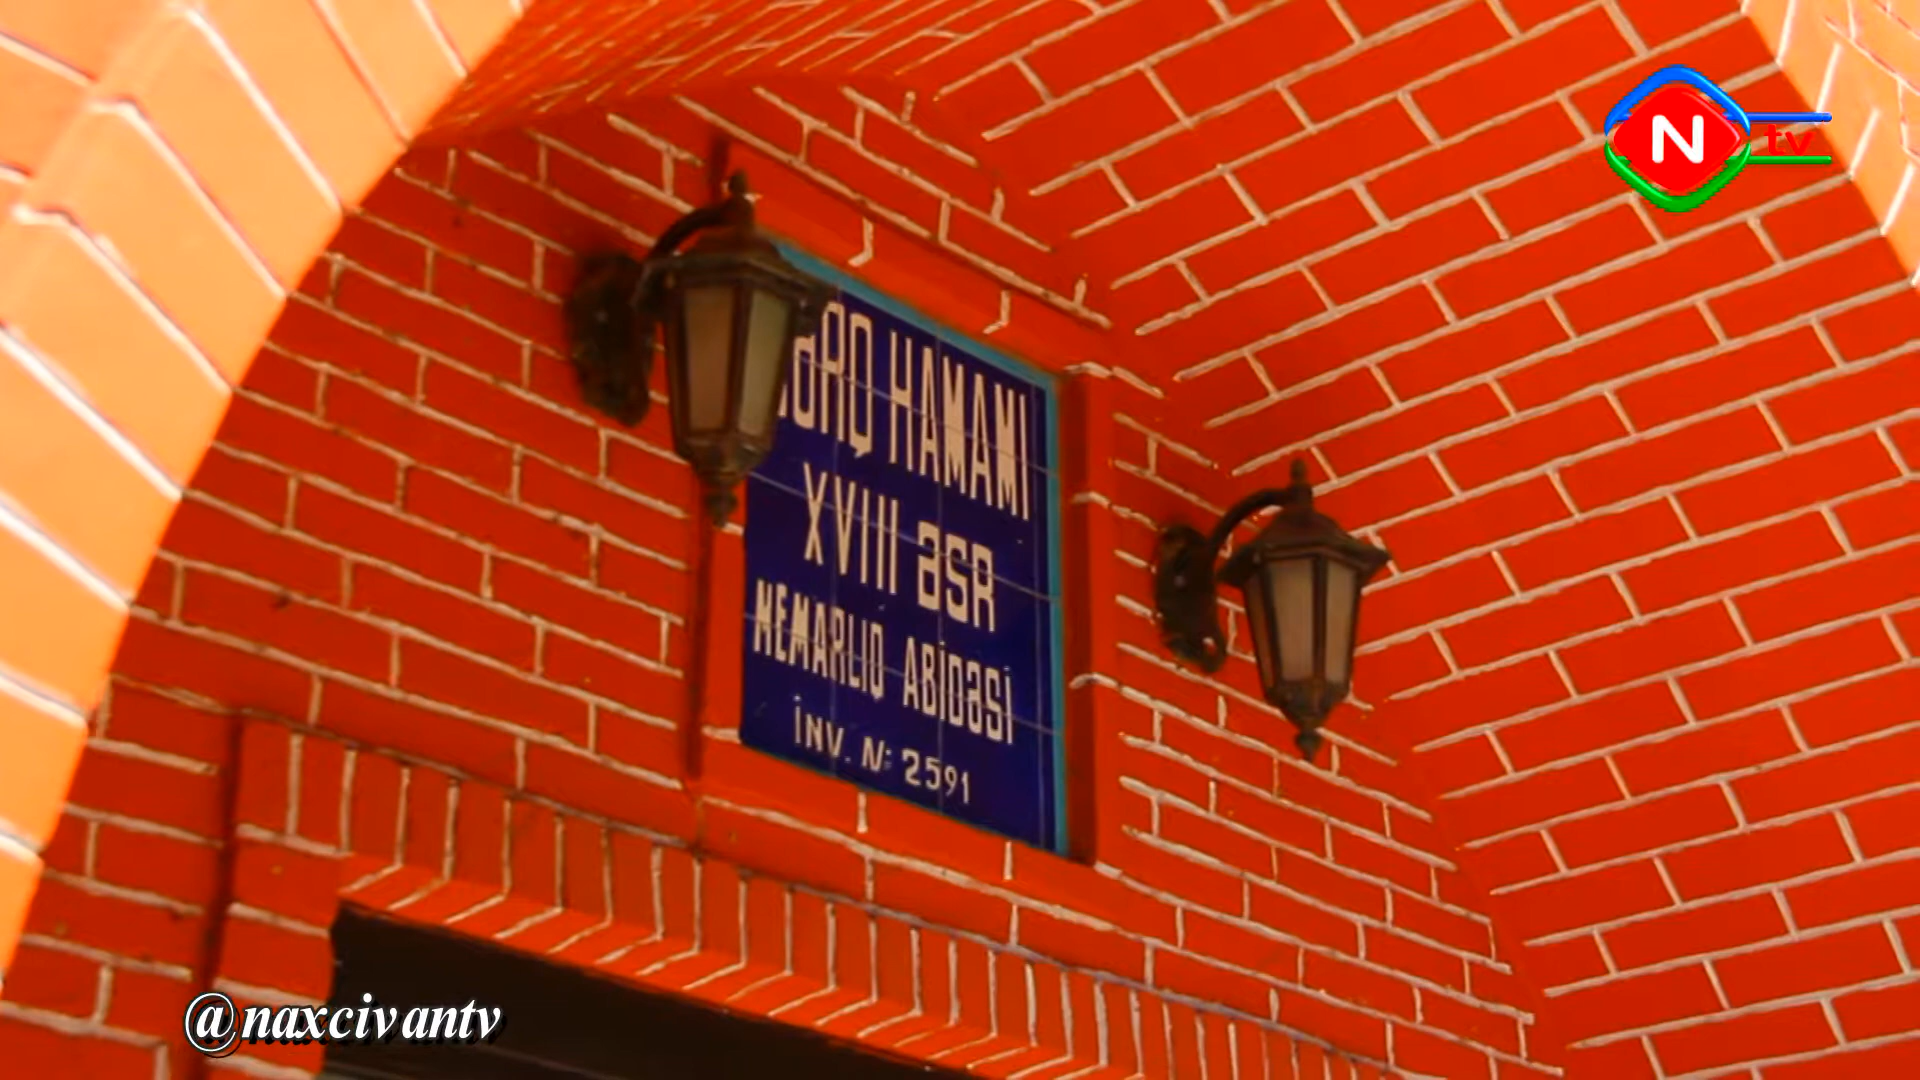 HAMAMI
XVIII əSR
MEMARLIQ ABİDəSİ
İNV. №: 2591
N tv
@naxcivantv